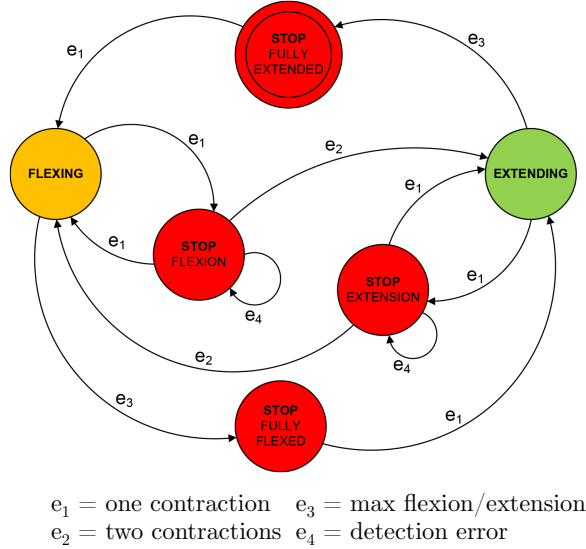 STOP
FULLY
EXTENDED
e1
e3
e1
e2
FLEXING
EXTENDING
e1
STOP
FLEXION
e1
e4
STOP
EXTENSION
e1
e2
e4
e3
STOP
FULLY
FLEXED
e1
e1 = one contraction e3 = max flexion/extension
e2 = two contractions e4 = detection error